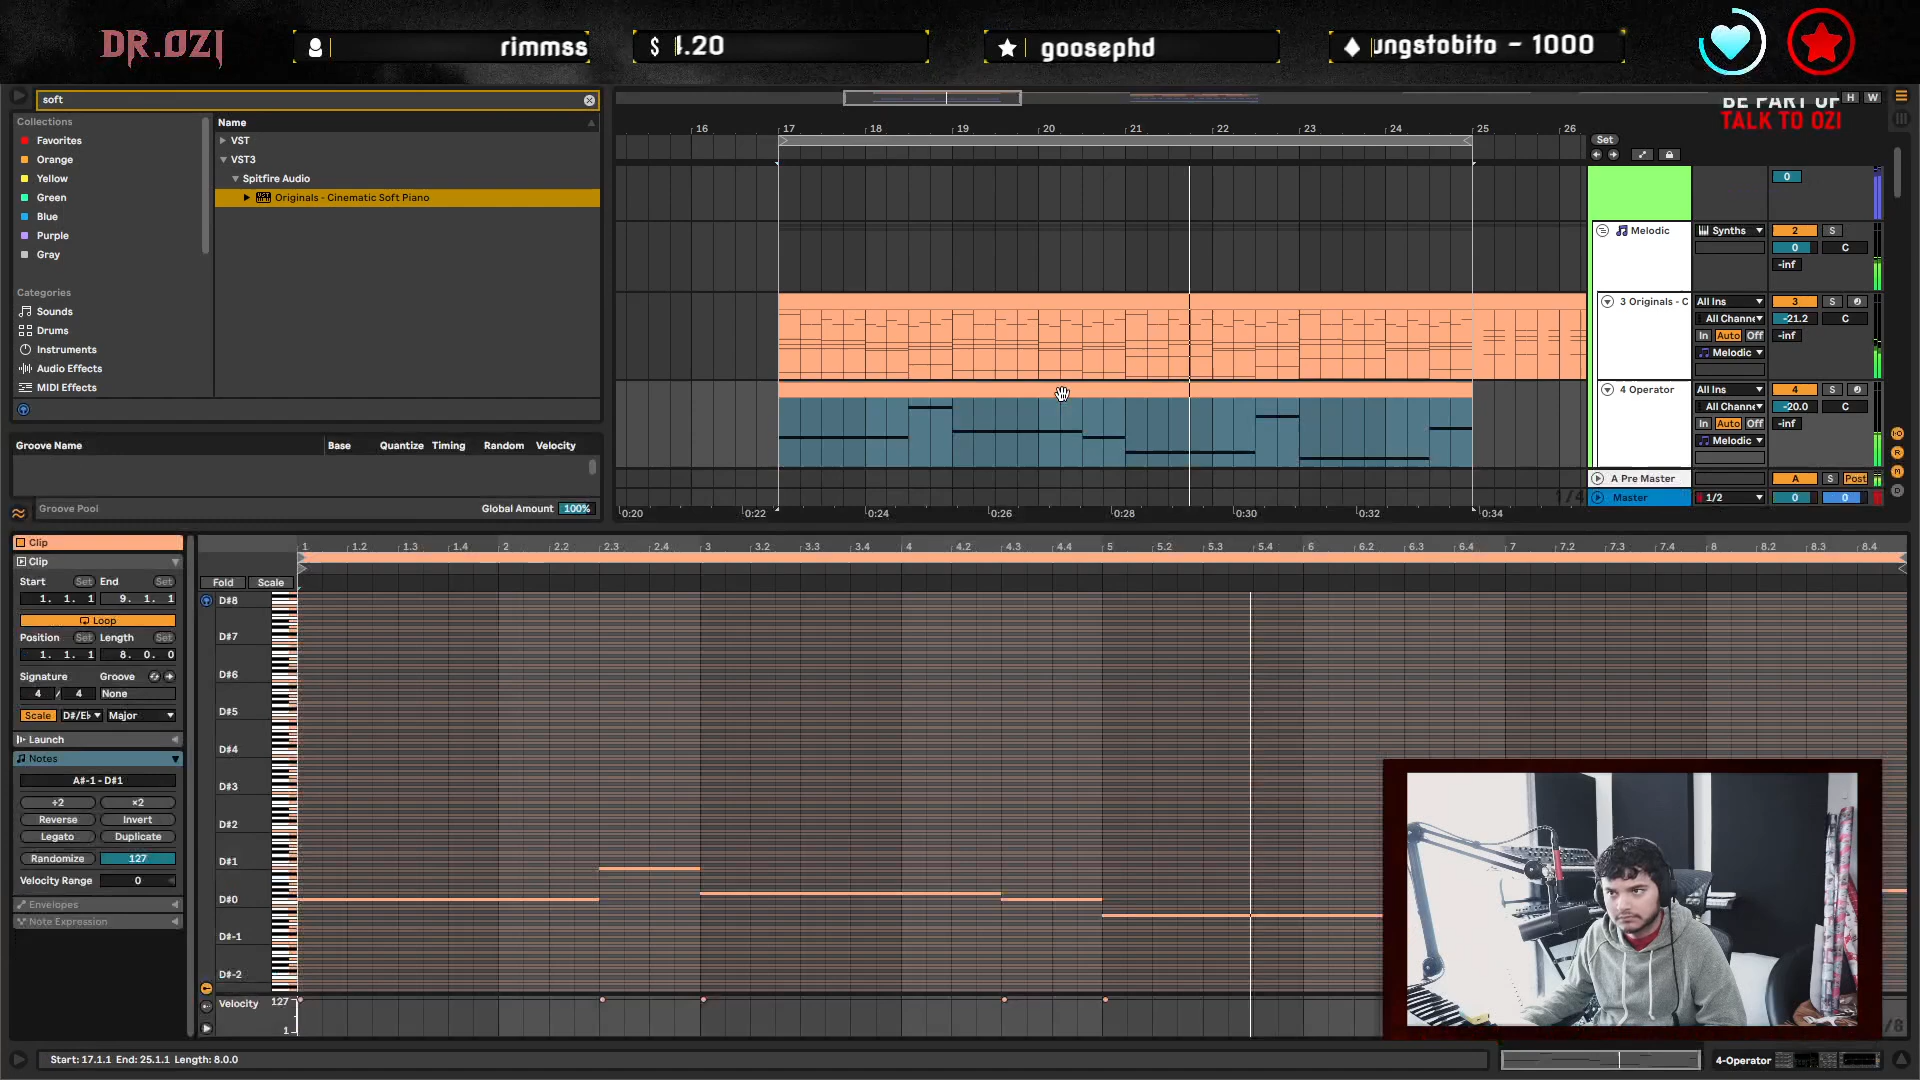 DR.OZI
rimmss
$ 4.20
goosephd
ungstobito - 1000
soft
BE PART OF
TALK TO OZI
H W
Collections
Favorites
Orange
Yellow
Green
Blue
Purple
Gray
Categories
Sounds
Drums
Instruments
Audio Effects
MIDI Effects
Name
VST
VST3
Spitfire Audio
Originals - Cinematic Soft Piano
Groove Name Base Quantize Timing Random Velocity
Groove Pool Global Amount 100%
16 17 18 19 20 21 22 23 24 25 26
Set
0
Melodic Synths 2 S
0 C
-inf
3 Originals - C All Ins 3 S
All Channe -21.2 C
In Auto Off -inf
Melodic
4 Operator All Ins 4 S
All Channe -20.0 C
In Auto Off -inf
Melodic
A Pre Master A S Post
1/4
Master 1/2 0 0
0:20 0:22 0:24 0:26 0:28 0:30 0:32 0:34
Clip
Clip
Start Set End Set
1. 1. 1 9. 1. 1
Loop
Position Set Length Set
1. 1. 1 8. 0. 0
Signature Groove
4 / 4 None
Scale D#/Eb Major
Launch
Notes
A#-1 - D#1
÷2 ×2
Reverse Invert
Legato Duplicate
Randomize 127
Velocity Range 0
Envelopes
Note Expression
1 1.2 1.3 1.4 2 2.3 2.4 3 3.2 3.3 3.4 4 4.2 4.3 4.4 5 5.2 5.3 5.4 6 6.2 6.3 6.4 7 7.2 7.3 7.4 8 8.2 8.3 8.4
Fold Scale
D#8
D#7
D#6
D#5
D#4
D#3
D#2
D#1
D#0
D#-1
D#-2
Velocity 127
1
/8
Start: 17.1.1 End: 25.1.1 Length: 8.0.0
4-Operator